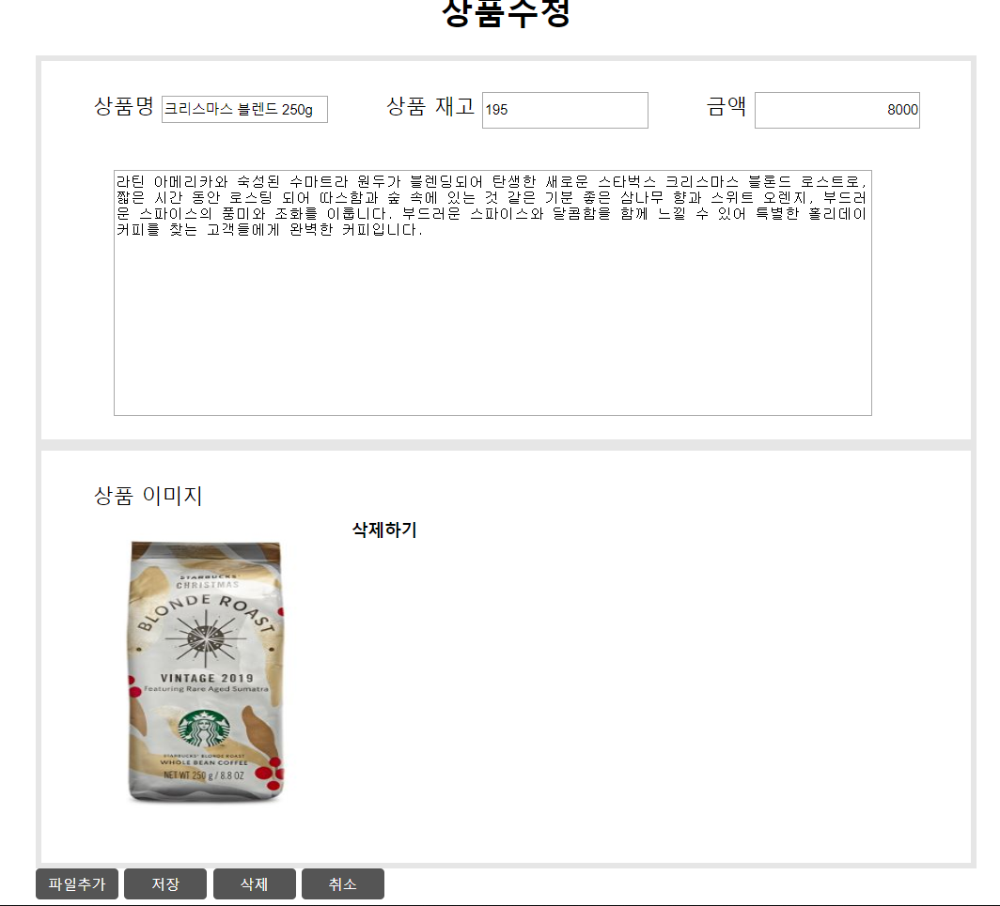 상품수정
상품명 크리스마스 블렌드 250g 상품 재고 195 금액 8000
라틴 아메리카와 숙성된 수마트라 원두가 블렌딩되어 탄생한 새로운 스타벅스 크리스마스 블론드 로스트로,
짧은 시간 동안 로스팅 되어 따스함과 숲 속에 있는 것 같은 기분 좋은 삼나무 향과 스위트 오렌지, 부드러
운 스파이스의 풍미와 조화를 이룹니다. 부드러운 스파이스와 달콤함을 함께 느낄 수 있어 특별한 홀리데이
커피를 찾는 고객들에게 완벽한 커피입니다.
상품 이미지
삭제하기
STARBUCKS®
CHRISTMAS
BLONDE ROAST
VINTAGE 2019
Featuring Rare Aged Sumatra
STARBUCKS® BLONDE ROAST
WHOLE BEAN COFFEE
NET WT 250 g / 8.8 OZ
파일추가 저장 삭제 취소